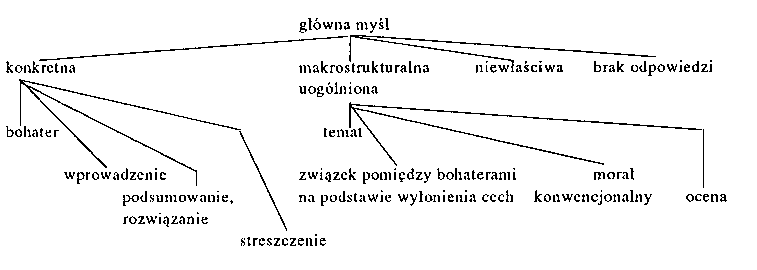 główna myśl
konkretna
makrostrukturalna
uogólniona
niewłaściwa
brak odpowiedzi
bohater
wprowadzenie
podsumowanie,
rozwiązanie
streszczenie
temat
związek pomiędzy bohaterami
na podstawie wyłonienia cech
morał
konwencjonalny
ocena